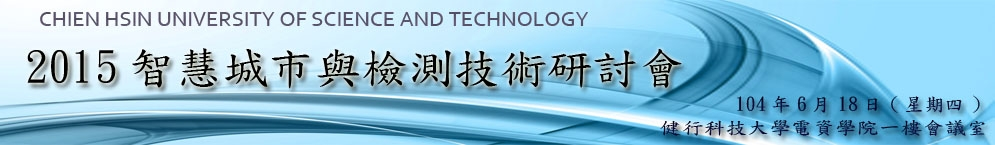 CHIEN HSIN UNIVERSITY OF SCIENCE AND TECHNOLOGY
2015 智慧城市與檢測技術研討會
104 年 6 月 18 日 ( 星期四 )
健行科技大學電資學院一樓會議室